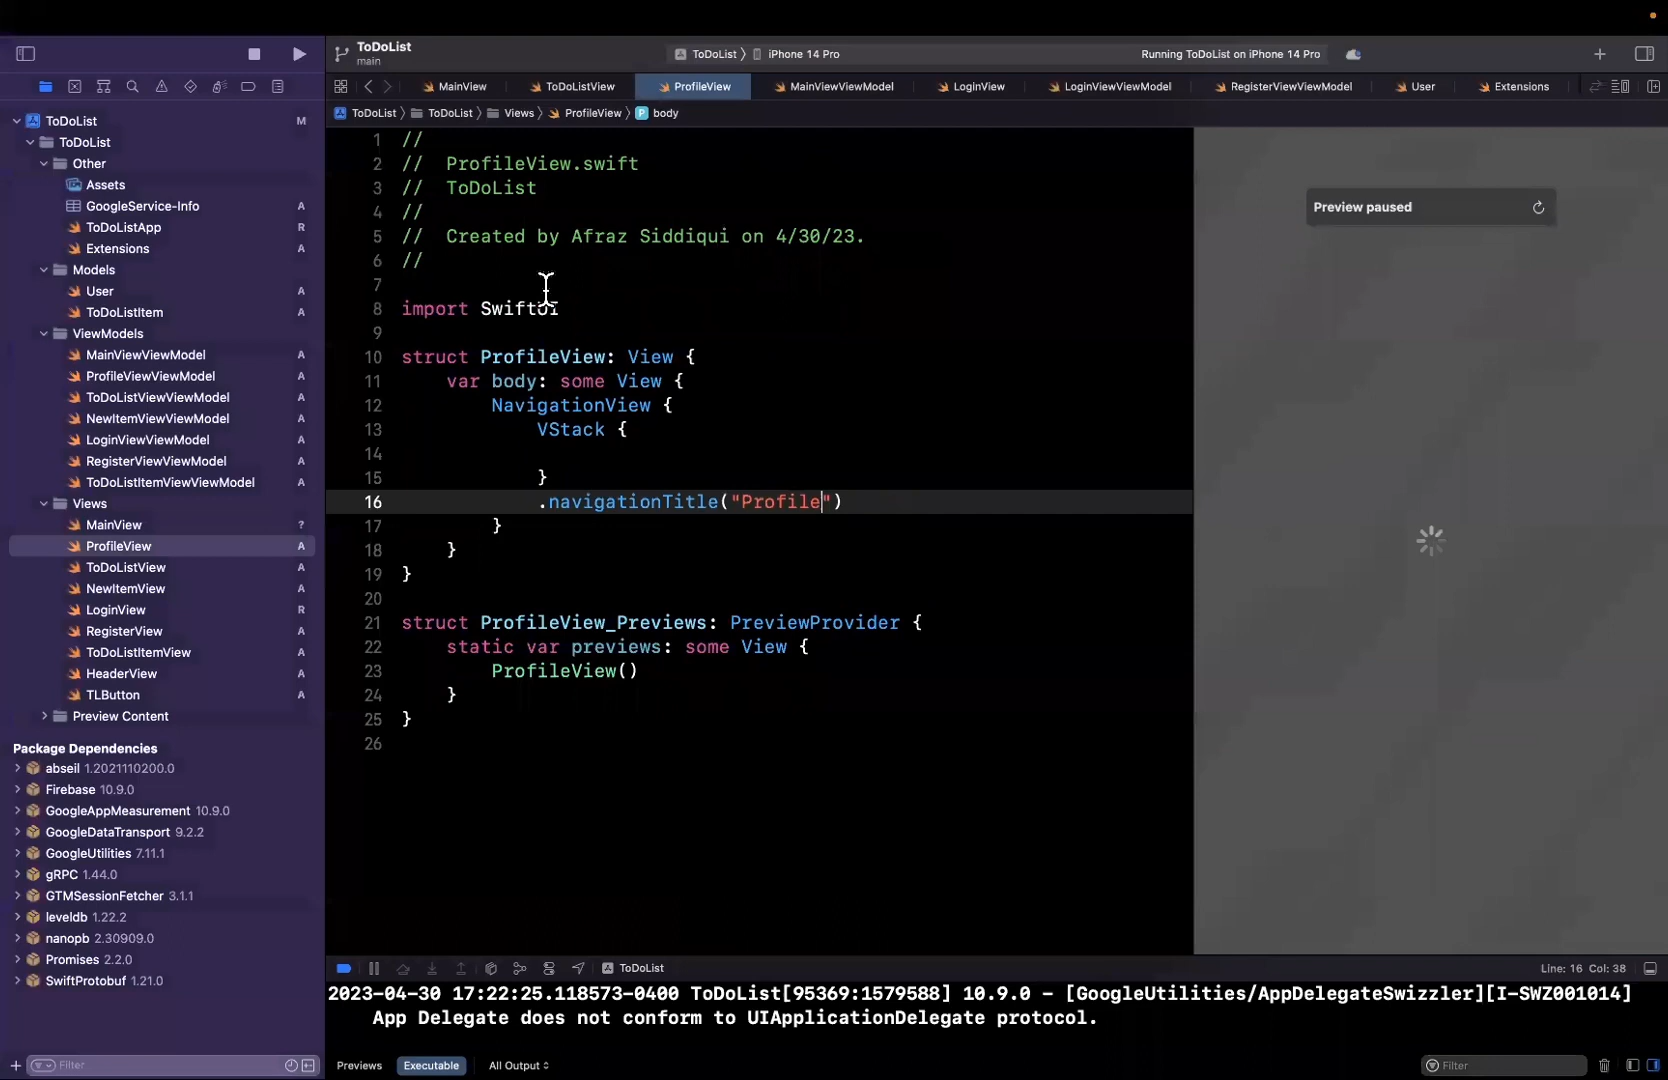 ToDoList
main
ToDoList 〉 iPhone 14 Pro
Running ToDoList on iPhone 14 Pro
MainView
ToDoListView
ProfileView
MainViewViewModel
LoginView
LoginViewViewModel
RegisterViewViewModel
User
Extensions
ToDoList 〉 ToDoList 〉 Views 〉 ProfileView 〉 P body
ToDoList M
ToDoList
Other
Assets
GoogleService-Info A
ToDoListApp R
Extensions A
Models
User A
ToDoListItem A
ViewModels
MainViewViewModel A
ProfileViewViewModel A
ToDoListViewViewModel A
NewItemViewViewModel A
LoginViewViewModel A
RegisterViewViewModel A
ToDoListItemViewViewModel A
Views
MainView ?
ProfileView A
ToDoListView A
NewItemView A
LoginView R
RegisterView A
ToDoListItemView A
HeaderView A
TLButton A
Preview Content
Package Dependencies
abseil 1.2021110200.0
Firebase 10.9.0
GoogleAppMeasurement 10.9.0
GoogleDataTransport 9.2.2
GoogleUtilities 7.11.1
gRPC 1.44.0
GTMSessionFetcher 3.1.1
leveldb 1.22.2
nanopb 2.30909.0
Promises 2.2.0
SwiftProtobuf 1.21.0
Filter
1 //
2 //  ProfileView.swift
3 //  ToDoList
4 //
5 //  Created by Afraz Siddiqui on 4/30/23.
6 //
7
8 import SwiftUI
9
10 struct ProfileView: View {
11     var body: some View {
12         NavigationView {
13             VStack {
14
15             }
16             .navigationTitle("Profile")
17         }
18     }
19 }
20
21 struct ProfileView_Previews: PreviewProvider {
22     static var previews: some View {
23         ProfileView()
24     }
25 }
26
Preview paused
ToDoList
Line: 16 Col: 38
2023-04-30 17:22:25.118573-0400 ToDoList[95369:1579588] 10.9.0 - [GoogleUtilities/AppDelegateSwizzler][I-SWZ001014]
App Delegate does not conform to UIApplicationDelegate protocol.
Previews
Executable
All Output
Filter